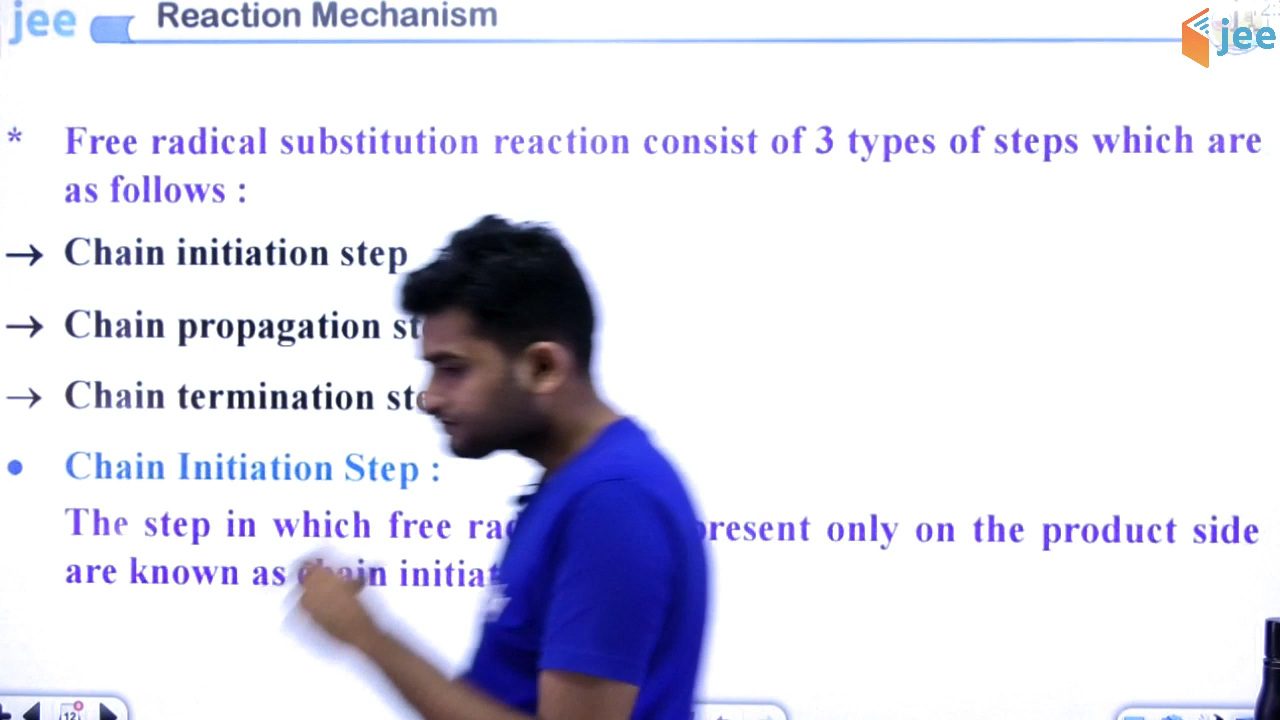 jee Reaction Mechanism
jee
* Free radical substitution reaction consist of 3 types of steps which are
as follows :
→ Chain initiation step
→ Chain propagation
→ Chain termination
• Chain Initiation Step :
The step in which free present only on the product side
are known as chain
12